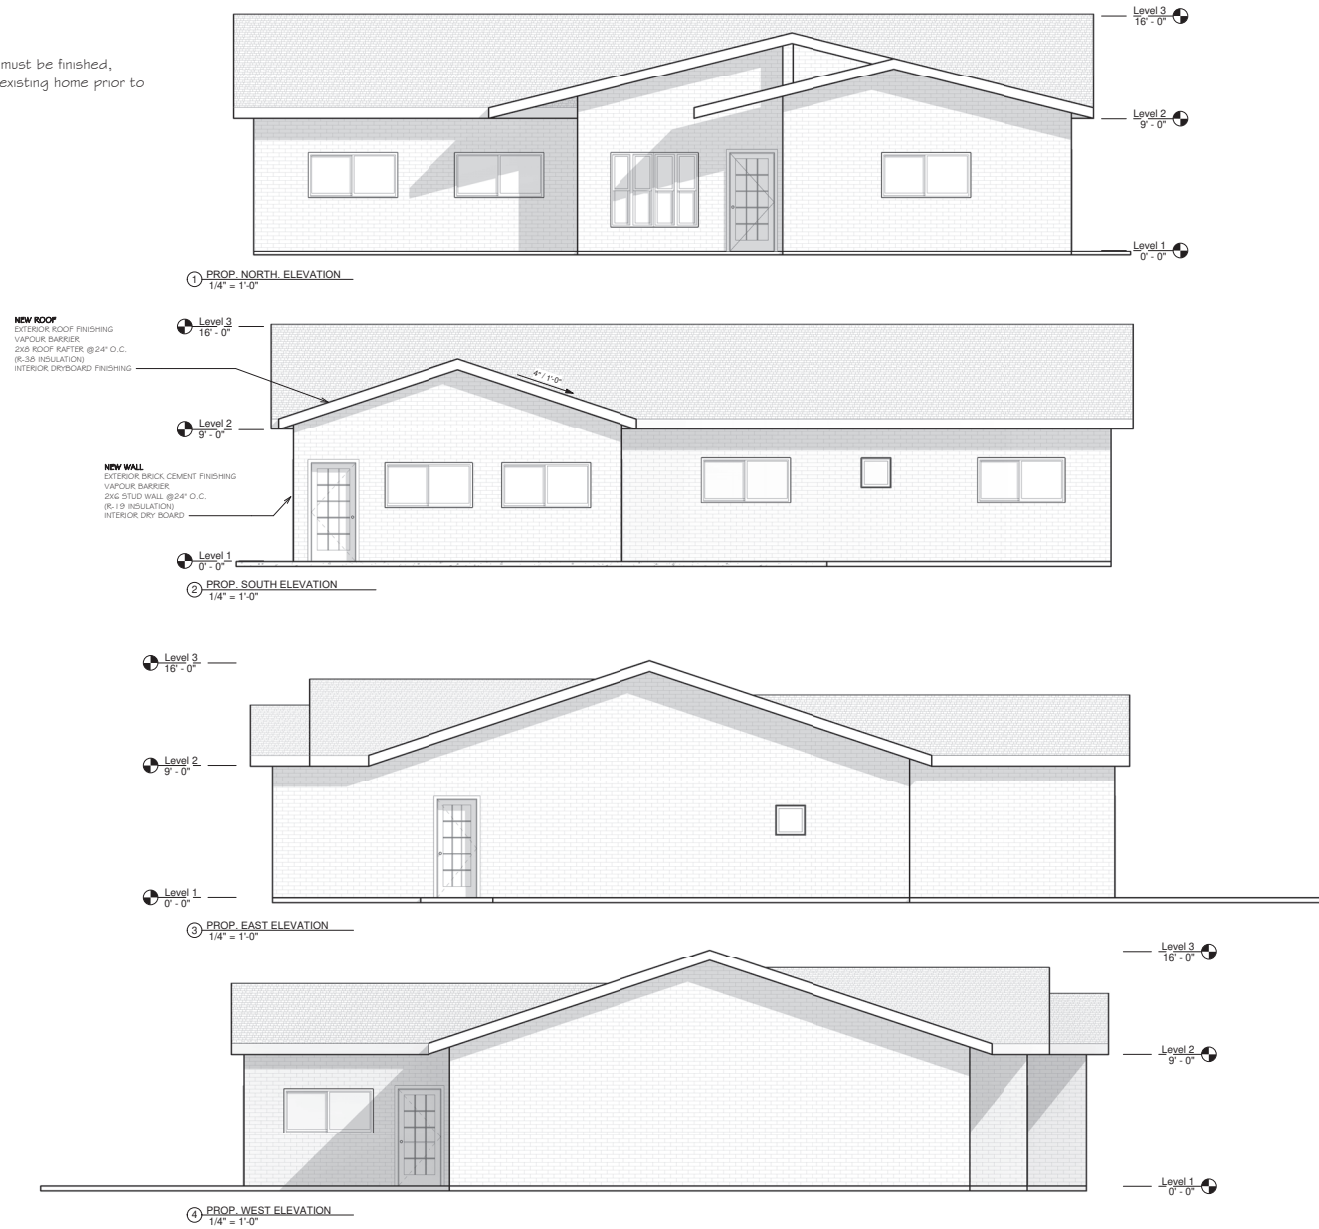 must be finished,
existing home prior to
Level 3
16' - 0"
Level 2
9' - 0"
Level 1
0' - 0"
1 PROP. NORTH. ELEVATION
1/4" = 1'-0"
NEW ROOF
EXTERIOR ROOF FINISHING
VAPOUR BARRIER
2X8 ROOF RAFTER @24" O.C.
(R-38 INSULATION)
INTERIOR DRYBOARD FINISHING
Level 3
16' - 0"
4" / 1'-0"
Level 2
9' - 0"
NEW WALL
EXTERIOR BRICK CEMENT FINISHING
VAPOUR BARRIER
2X6 STUD WALL @24" O.C.
(R-19 INSULATION)
INTERIOR DRY BOARD
Level 1
0' - 0"
2 PROP. SOUTH ELEVATION
1/4" = 1'-0"
Level 3
16' - 0"
Level 2
9' - 0"
Level 1
0' - 0"
3 PROP. EAST ELEVATION
1/4" = 1'-0"
Level 3
16' - 0"
Level 2
9' - 0"
Level 1
0' - 0"
4 PROP. WEST ELEVATION
1/4" = 1'-0"